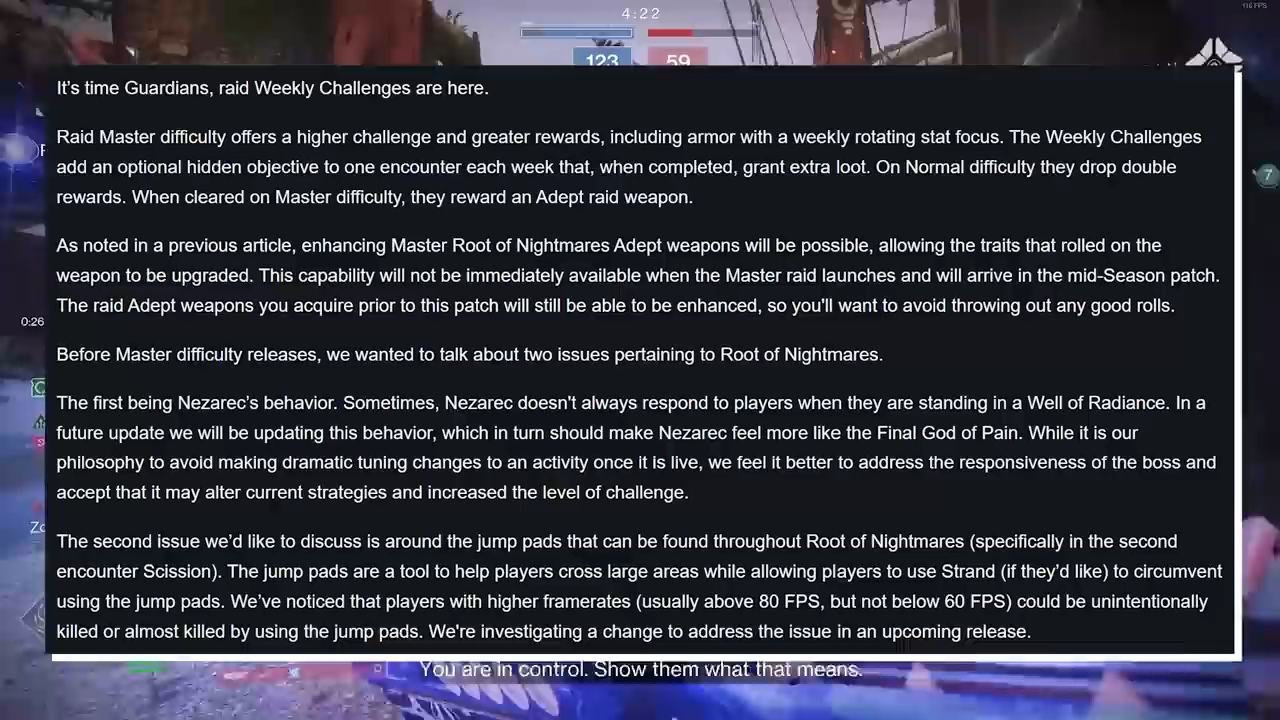 116 FPS
4:22
123
59
It's time Guardians, raid Weekly Challenges are here.
Raid Master difficulty offers a higher challenge and greater rewards, including armor with a weekly rotating stat focus. The Weekly Challenges
add an optional hidden objective to one encounter each week that, when completed, grant extra loot. On Normal difficulty they drop double
rewards. When cleared on Master difficulty, they reward an Adept raid weapon.
7
As noted in a previous article, enhancing Master Root of Nightmares Adept weapons will be possible, allowing the traits that rolled on the
weapon to be upgraded. This capability will not be immediately available when the Master raid launches and will arrive in the mid-Season patch.
The raid Adept weapons you acquire prior to this patch will still be able to be enhanced, so you'll want to avoid throwing out any good rolls.
0:26
Before Master difficulty releases, we wanted to talk about two issues pertaining to Root of Nightmares.
The first being Nezarec's behavior. Sometimes, Nezarec doesn't always respond to players when they are standing in a Well of Radiance. In a
future update we will be updating this behavior, which in turn should make Nezarec feel more like the Final God of Pain. While it is our
philosophy to avoid making dramatic tuning changes to an activity once it is live, we feel it better to address the responsiveness of the boss and
accept that it may alter current strategies and increased the level of challenge.
The second issue we'd like to discuss is around the jump pads that can be found throughout Root of Nightmares (specifically in the second
encounter Scission). The jump pads are a tool to help players cross large areas while allowing players to use Strand (if they'd like) to circumvent
using the jump pads. We've noticed that players with higher framerates (usually above 80 FPS, but not below 60 FPS) could be unintentionally
killed or almost killed by using the jump pads. We're investigating a change to address the issue in an upcoming release.
You are in control. Show them what that means.